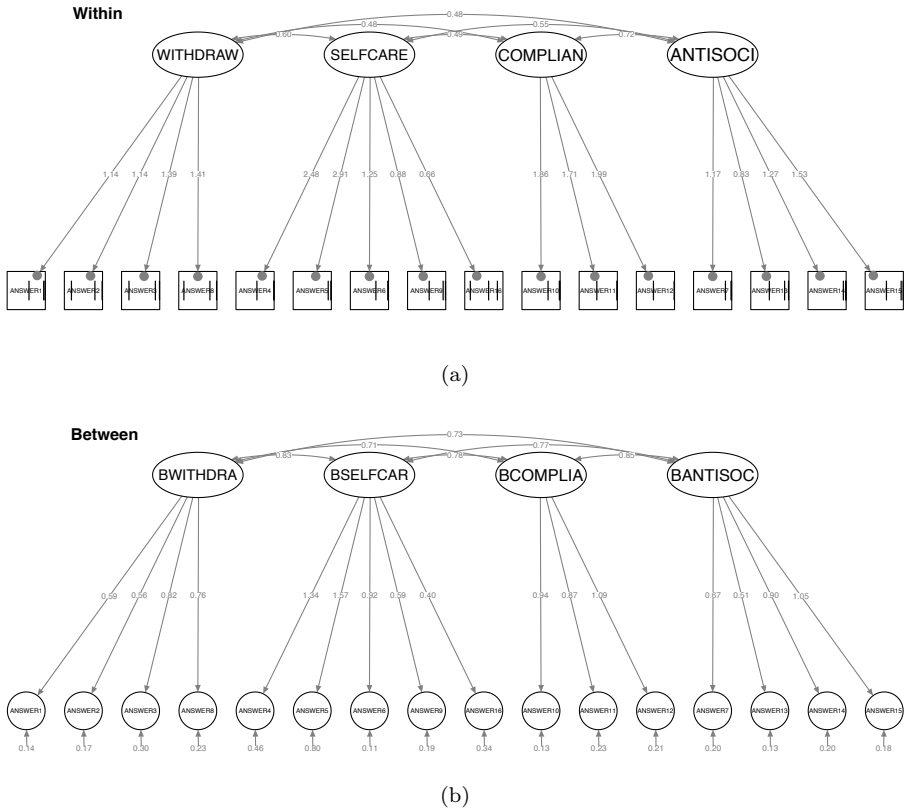 Within
0.48
0.48 0.55
0.60 0.49 0.72
WITHDRAW SELFCARE COMPLIAN ANTISOCI
1.14 1.14 1.39 1.41 2.48 2.91 1.25 0.88 0.66 1.86 1.71 1.99 1.17 0.83 1.27 1.53
ANSWER1 ANSWER2 ANSWER3 ANSWER8 ANSWER4 ANSWER5 ANSWER6 ANSWER9 ANSWER16 ANSWER10 ANSWER11 ANSWER12 ANSWER7 ANSWER13 ANSWER14 ANSWER15
(a)
Between
0.73
0.71 0.77
0.83 0.78 0.85
BWITHDRA BSELFCAR BCOMPLIA BANTISOC
0.59 0.56 0.82 0.76 1.34 1.57 0.92 0.59 0.40 0.94 0.87 1.09 0.67 0.51 0.90 1.05
ANSWER1 ANSWER2 ANSWER3 ANSWER8 ANSWER4 ANSWER5 ANSWER6 ANSWER9 ANSWER16 ANSWER10 ANSWER11 ANSWER12 ANSWER7 ANSWER13 ANSWER14 ANSWER15
0.14 0.17 0.30 0.23 0.46 0.80 0.11 0.19 0.34 0.13 0.23 0.21 0.20 0.13 0.20 0.18
(b)